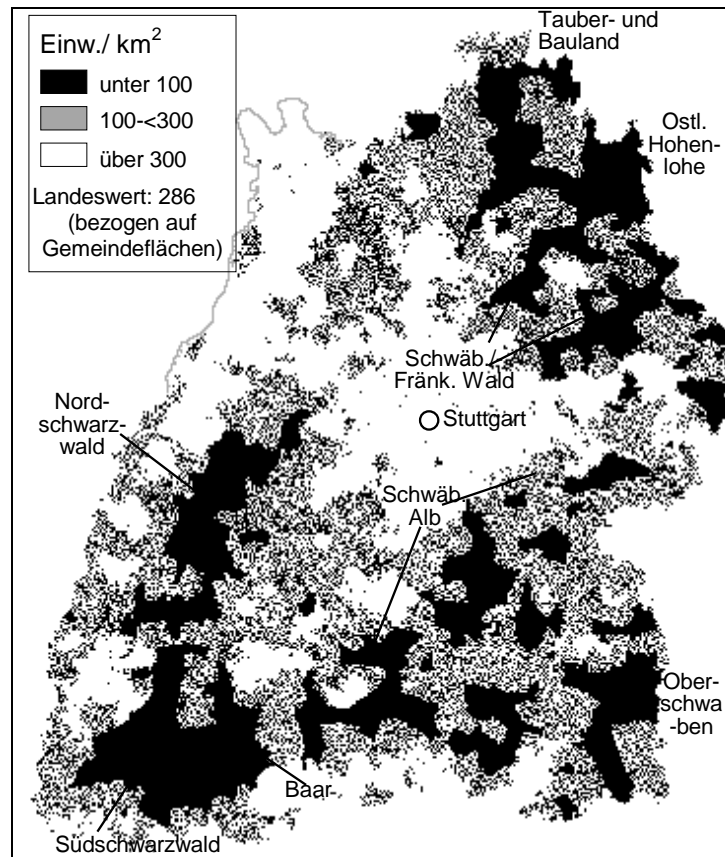 Einw./ km²
unter 100
100-<300
über 300
Landeswert: 286
(bezogen auf
Gemeindeflächen)
Tauber- und
Bauland
Ostl.
Hohen-
lohe
Schwäb./
Fränk. Wald
Stuttgart
Nord-
schwarz-
wald
Schwäb.
Alb
Ober-
schwa
-ben
Baar
Südschwarzwald